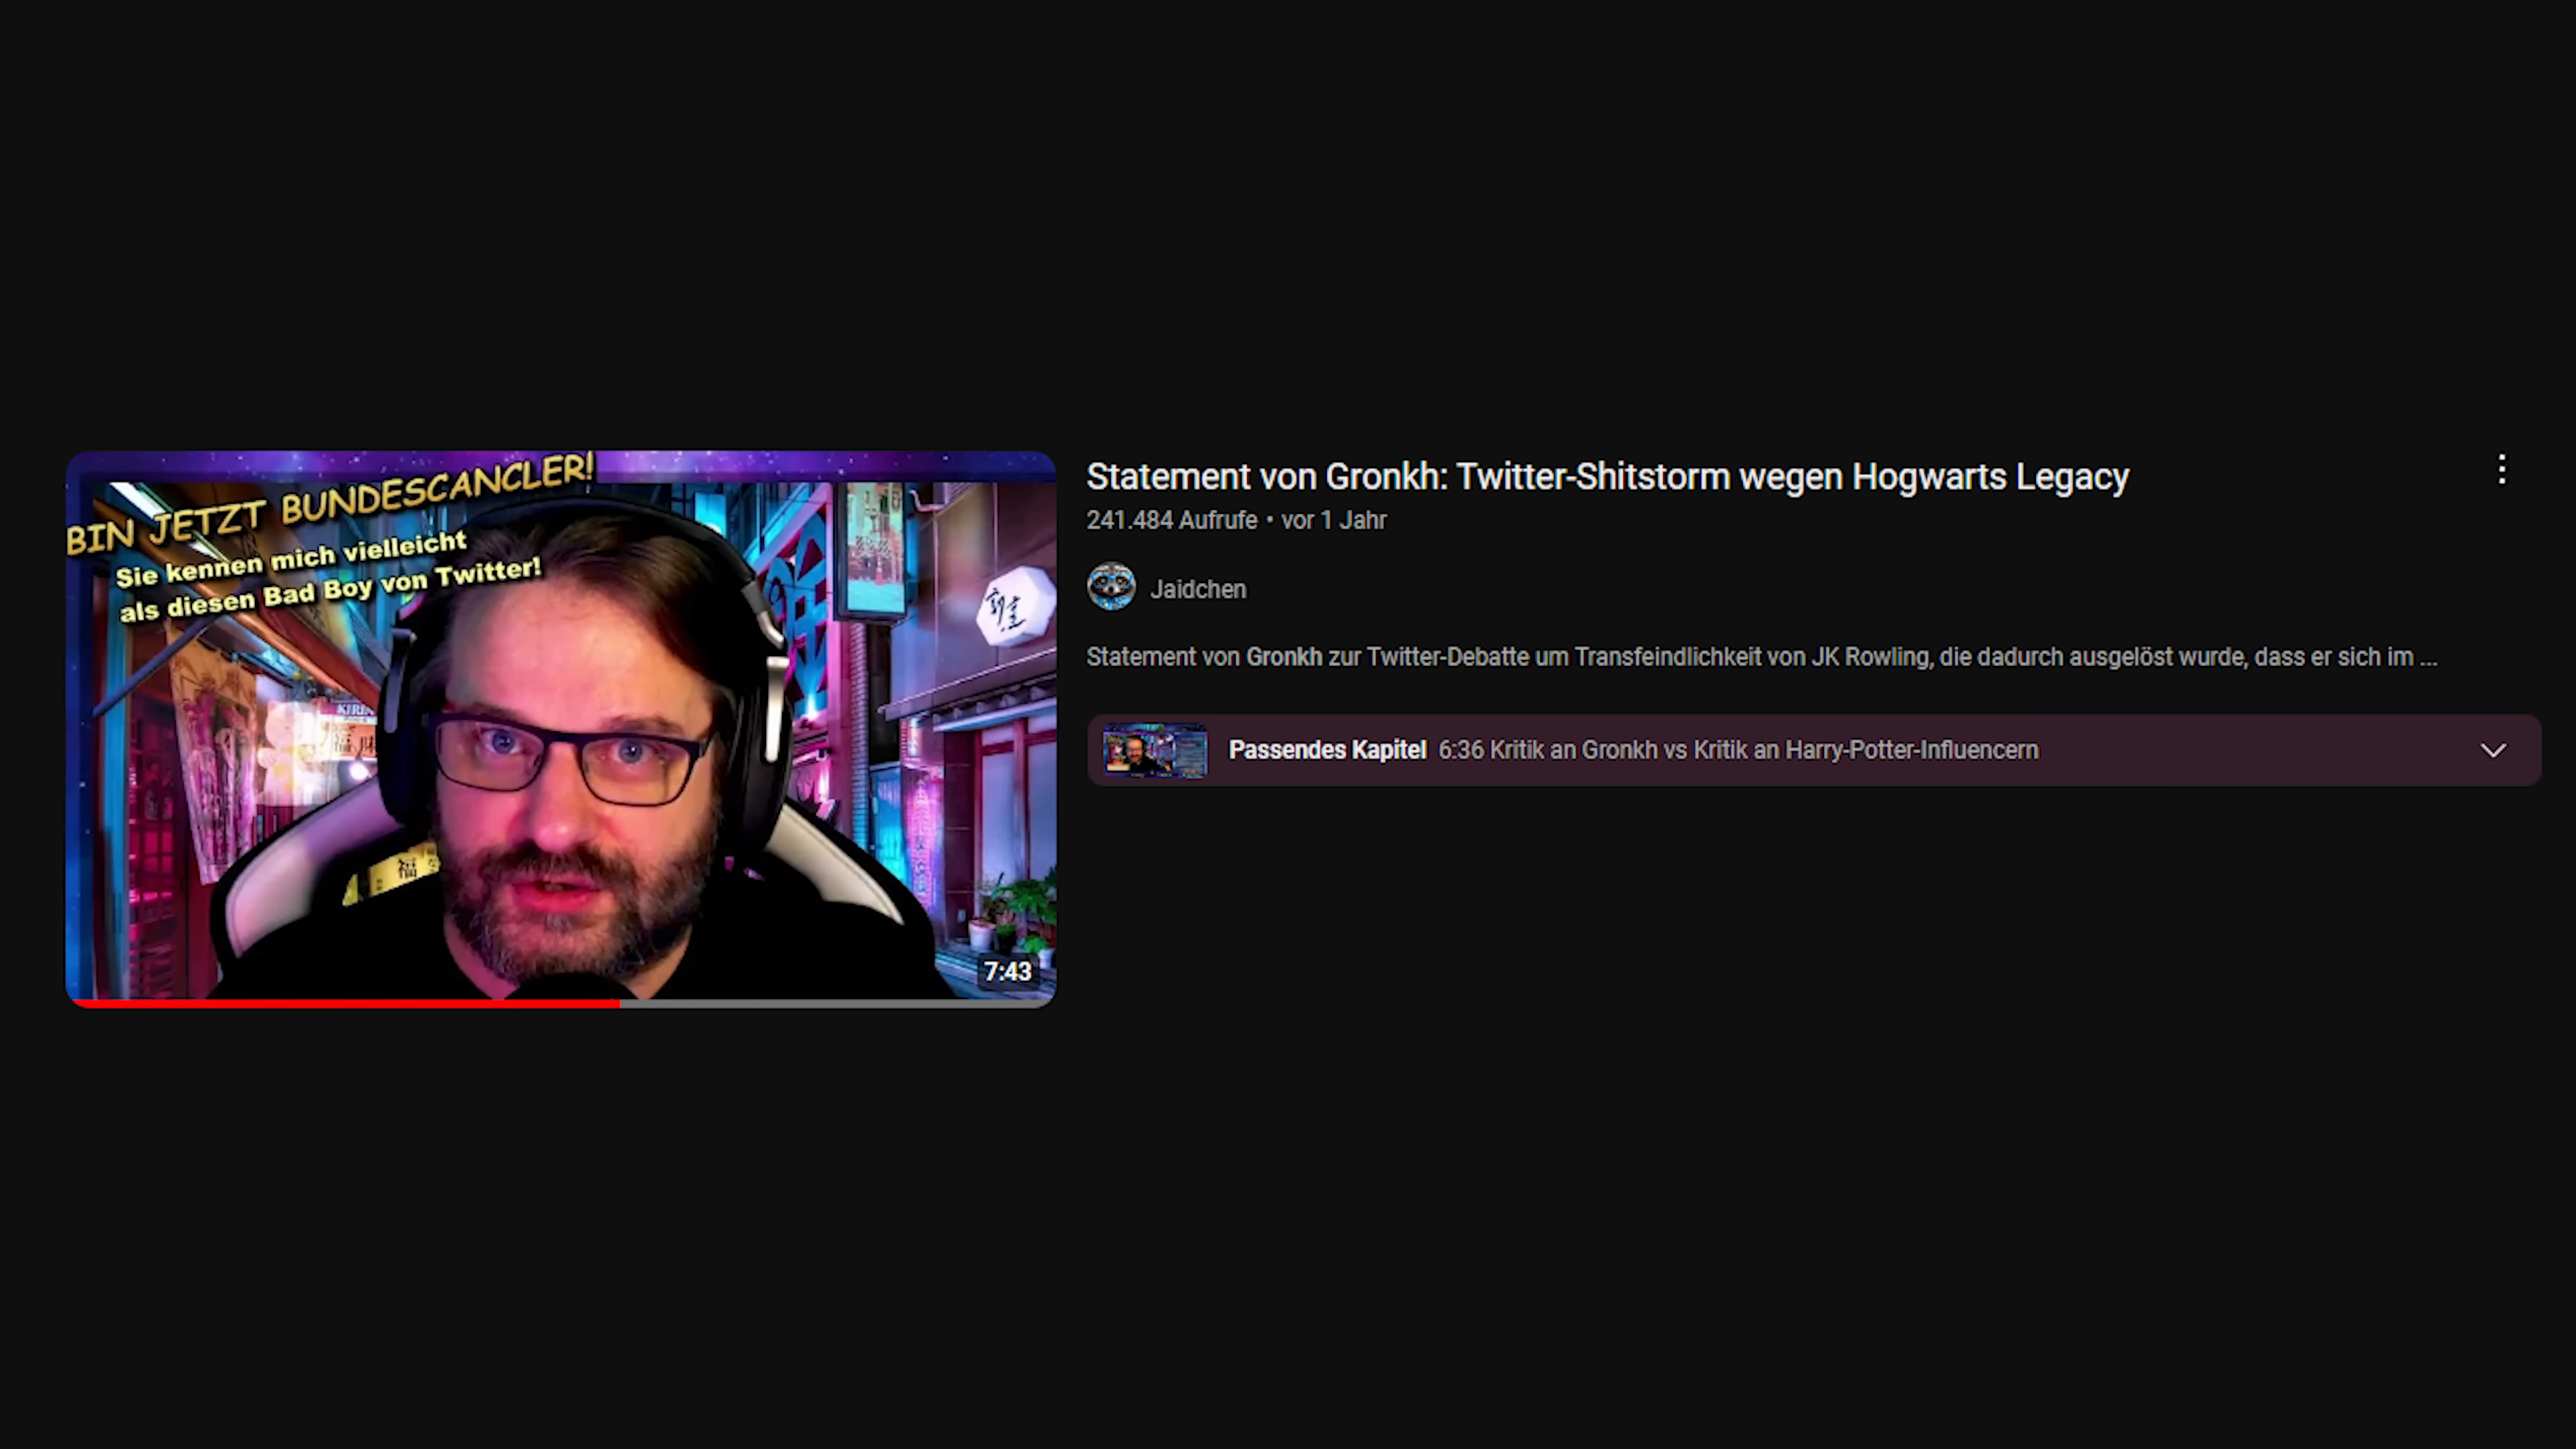 BIN JETZT BUNDESCANCLER!
Sie kennen mich vielleicht
als diesen Bad Boy von Twitter!
KIRIN
福
7:43
Statement von Gronkh: Twitter-Shitstorm wegen Hogwarts Legacy
241.484 Aufrufe • vor 1 Jahr
Jaidchen
Statement von Gronkh zur Twitter-Debatte um Transfeindlichkeit von JK Rowling, die dadurch ausgelöst wurde, dass er sich im ...
Passendes Kapitel 6:36 Kritik an Gronkh vs Kritik an Harry-Potter-Influencern